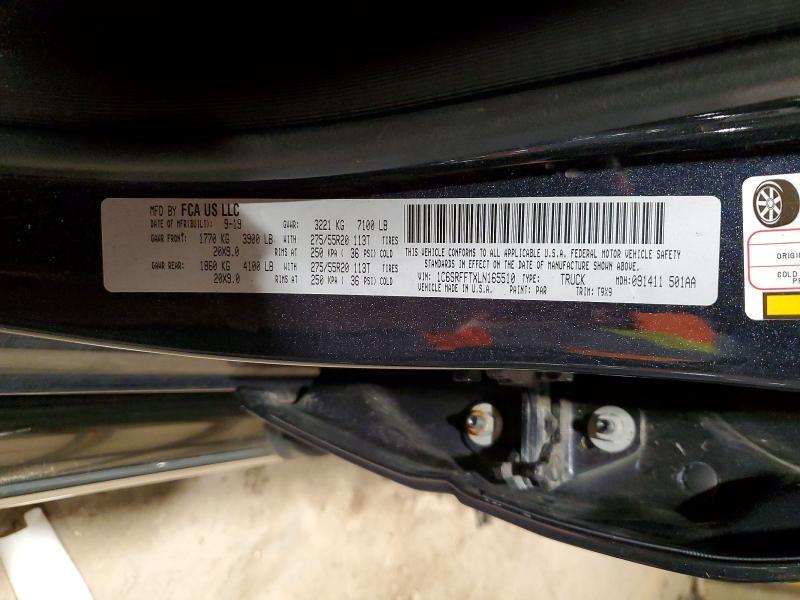 MFD BY FCA US LLC
DATE OF MFR(BUILT): 9-19 GVWR: 3221 KG 7100 LB
GAWR FRONT: 1770 KG 3900 LB WITH 275/55R20 113T TIRES
20X9.0 RIMS AT 250 KPA ( 36 PSI) COLD
GAWR REAR: 1860 KG 4100 LB WITH 275/55R20 113T TIRES
20X9.0 RIMS AT 250 KPA ( 36 PSI) COLD
THIS VEHICLE CONFORMS TO ALL APPLICABLE U.S.A. FEDERAL MOTOR VEHICLE SAFETY
STANDARDS IN EFFECT ON THE DATE OF MANUFACTURE SHOWN ABOVE.
VIN: 1C6SRFFTXLN165510 TYPE: TRUCK MDH: 091411 501AA
VEHICLE MADE IN U.S.A. PAINT: PAR TRIM: T9X9
ORIGIN
COLD